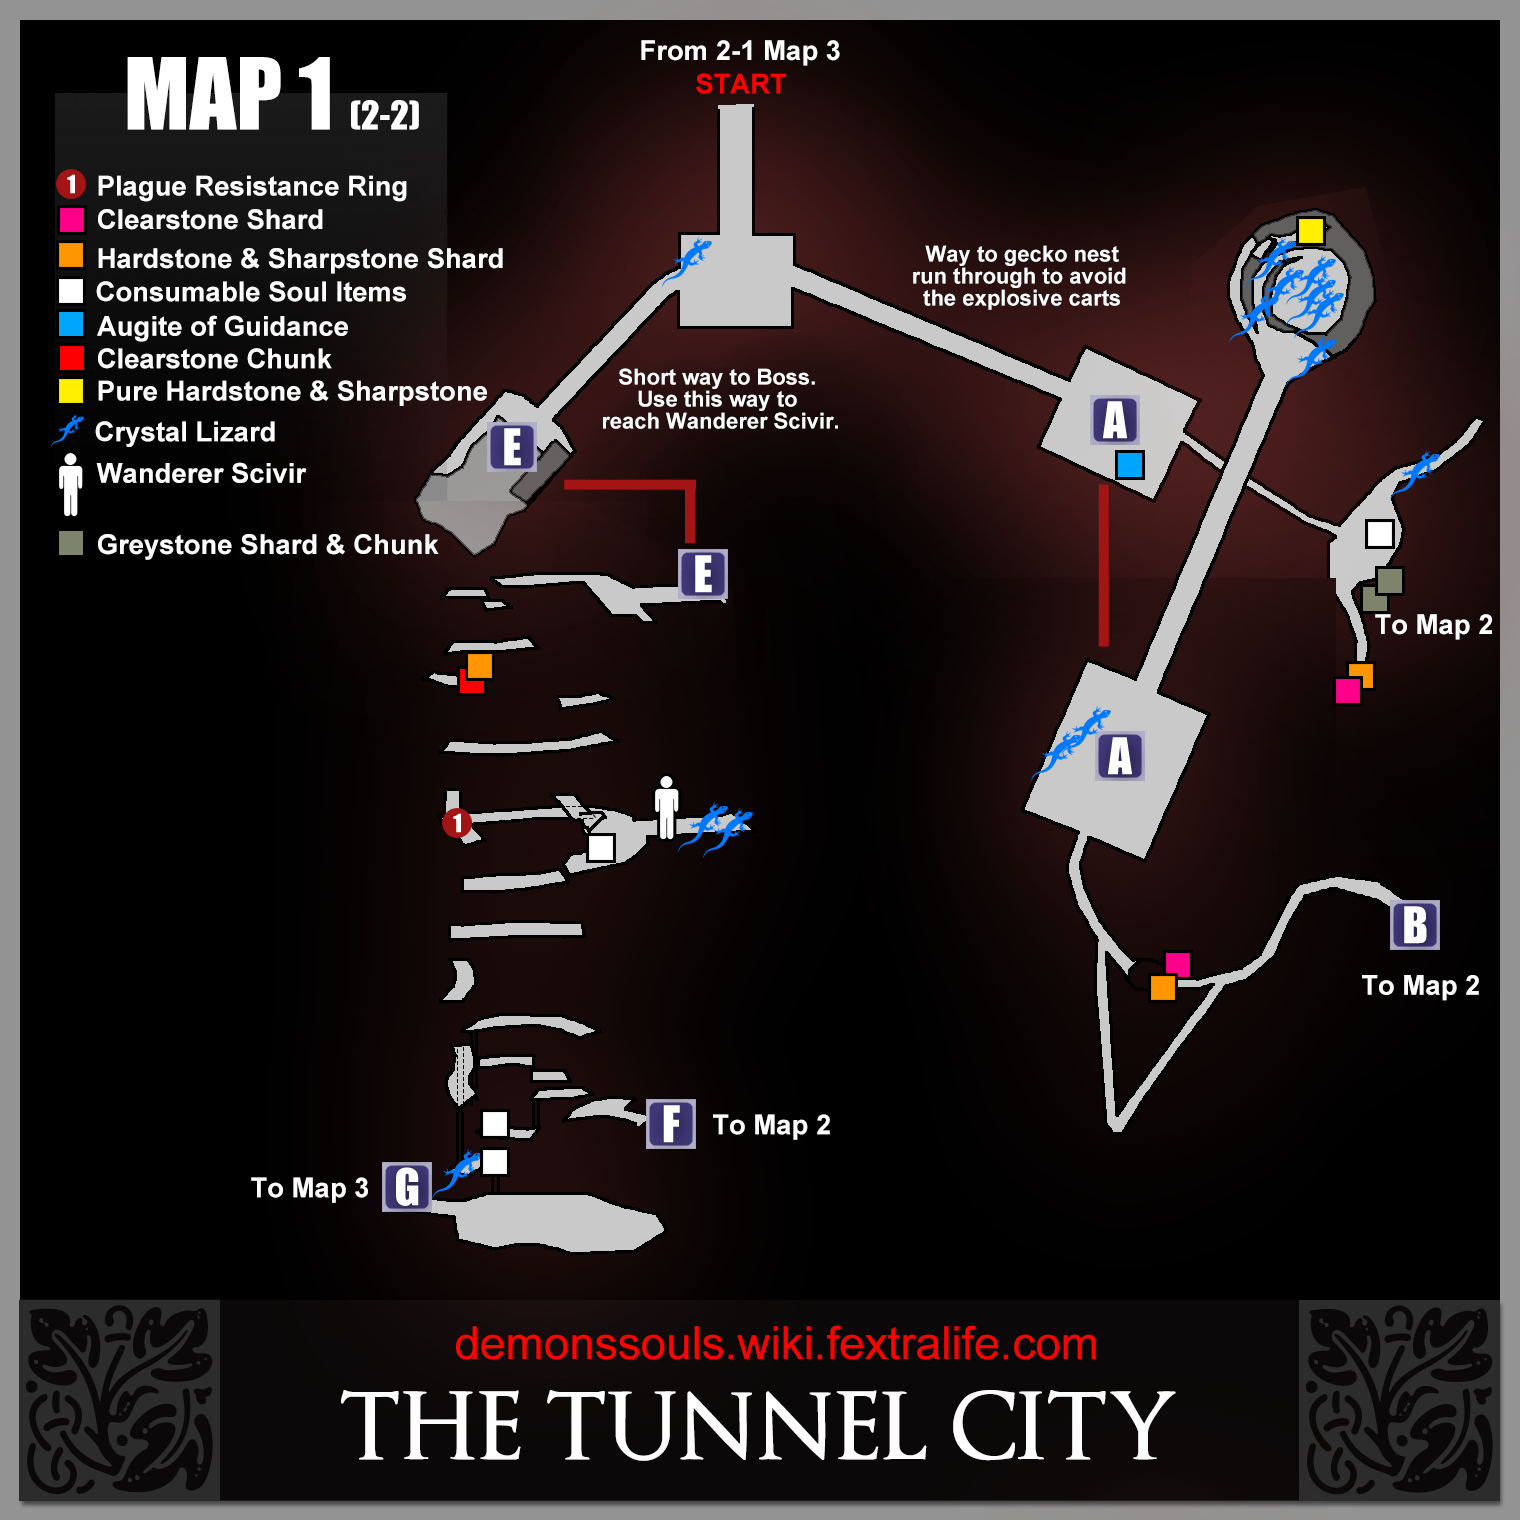 From 2-1 Map 3
START
MAP 1 (2-2)
1 Plague Resistance Ring
Clearstone Shard
Hardstone & Sharpstone Shard
Consumable Soul Items
Augite of Guidance
Clearstone Chunk
Pure Hardstone & Sharpstone
Crystal Lizard
Wanderer Scivir
Greystone Shard & Chunk
Way to gecko nest
run through to avoid
the explosive carts
Short way to Boss.
Use this way to
reach Wanderer Scivir.
A
E
E
To Map 2
A
1
B
To Map 2
F
To Map 2
To Map 3
G
demonssouls.wiki.fextralife.com
THE TUNNEL CITY